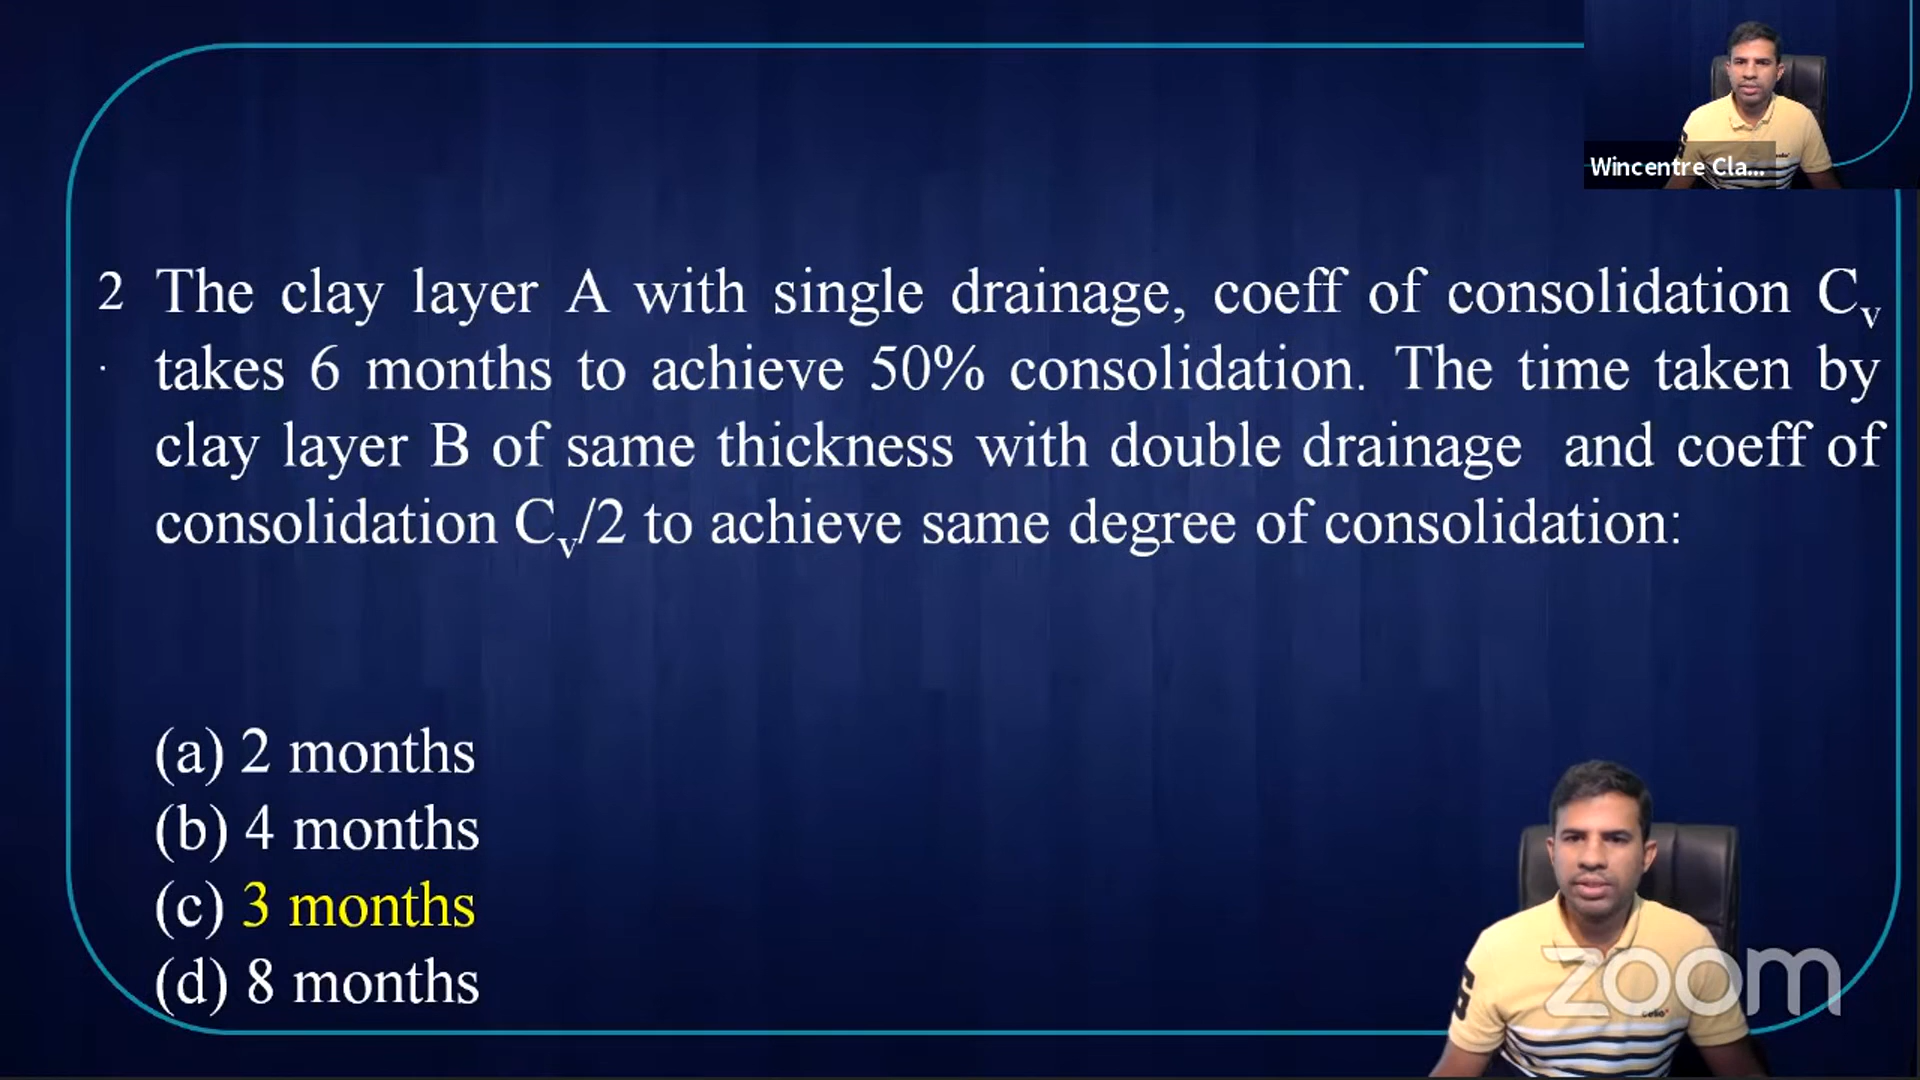 Wincentre Cla...
2 The clay layer A with single drainage, coeff of consolidation Cv
. takes 6 months to achieve 50% consolidation. The time taken by
clay layer B of same thickness with double drainage and coeff of
consolidation Cv/2 to achieve same degree of consolidation:
(a) 2 months
(b) 4 months
(c) 3 months
(d) 8 months
zoom